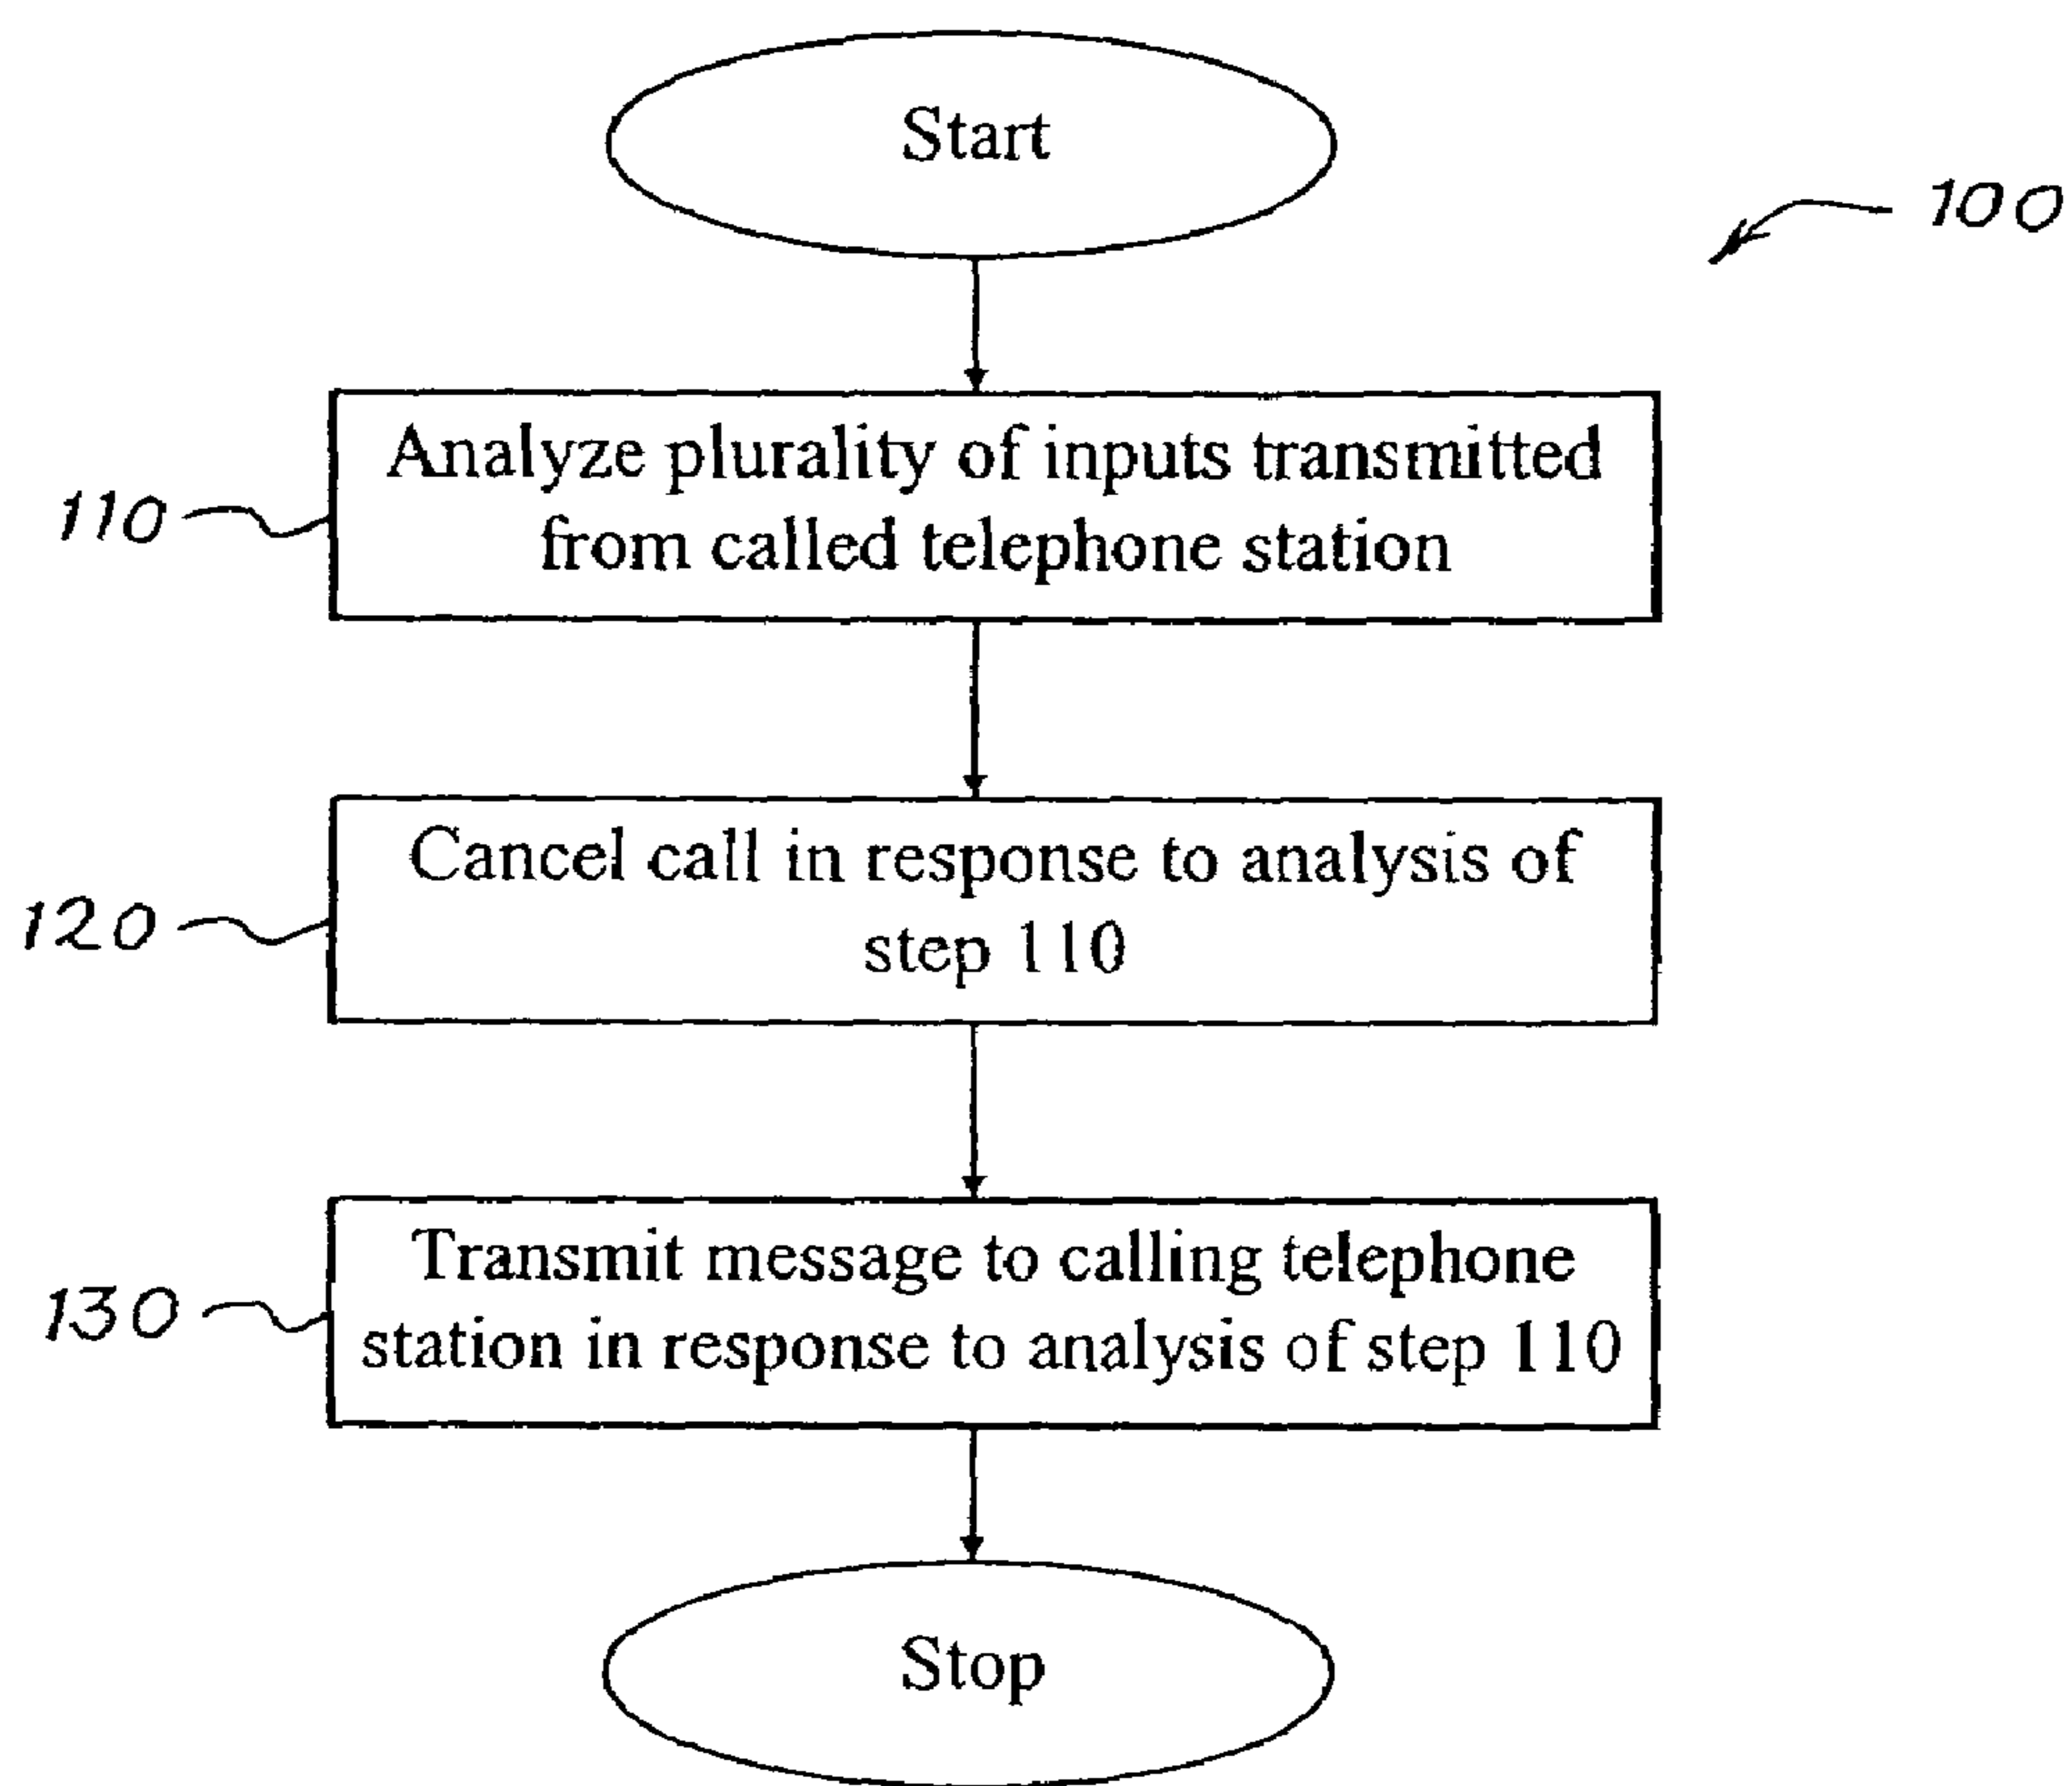 Start
100
Analyze plurality of inputs transmitted
from called telephone station
110
Cancel call in response to analysis of
step 110
120
Transmit message to calling telephone
station in response to analysis of step 110
130
Stop